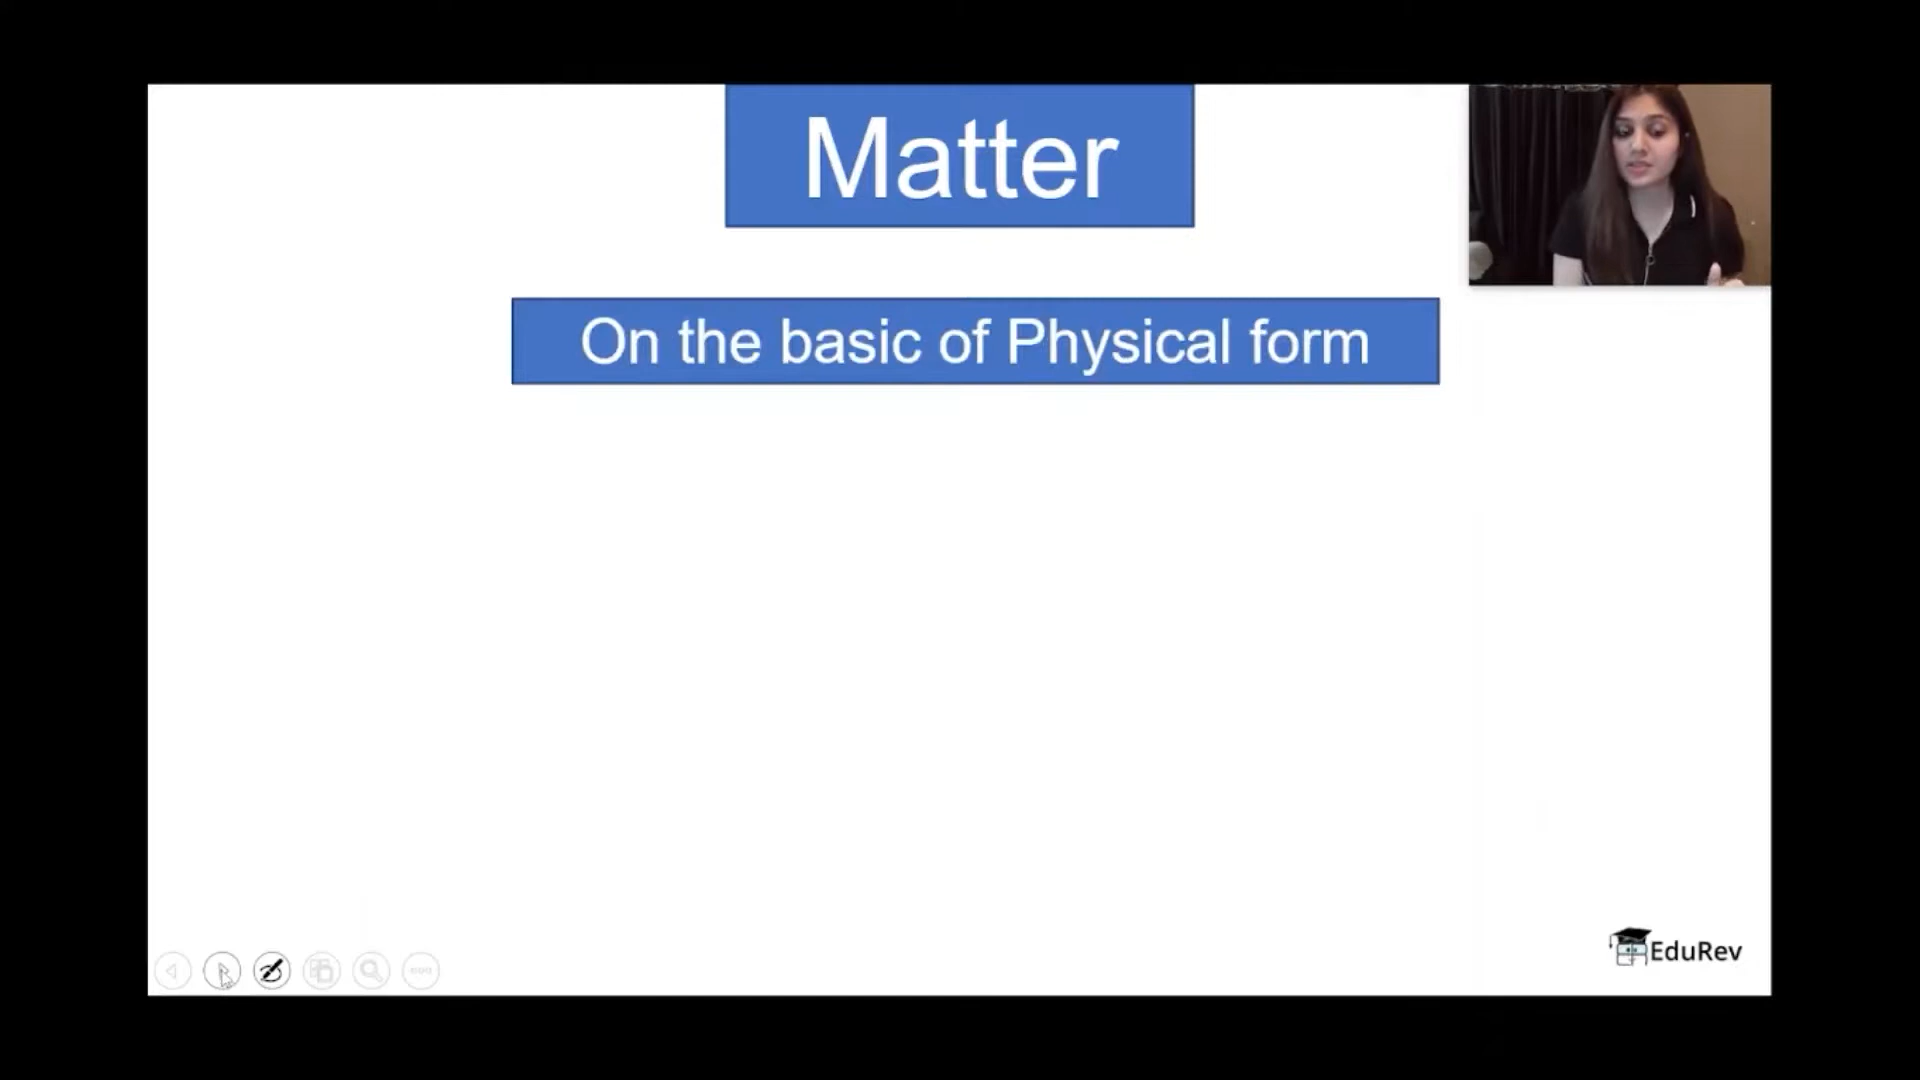 Matter
On the basic of Physical form
EduRev